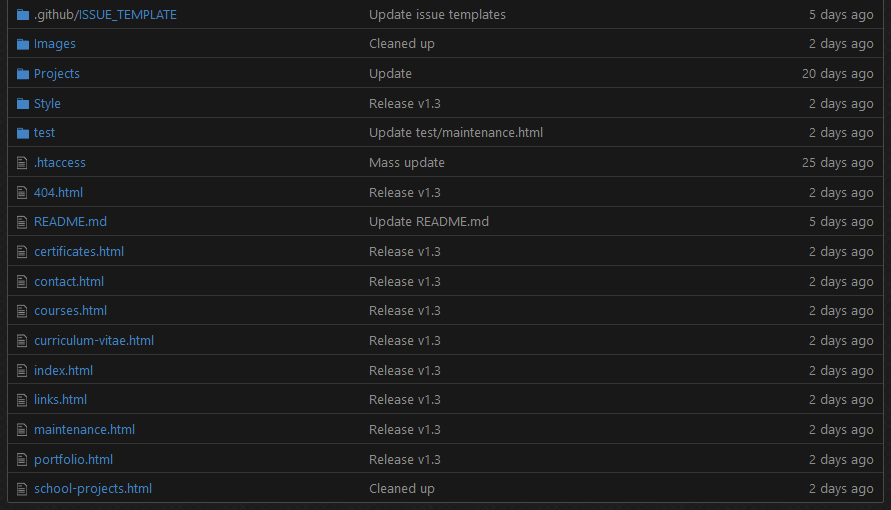 .github/ISSUE_TEMPLATE Update issue templates 5 days ago
Images Cleaned up 2 days ago
Projects Update 20 days ago
Style Release v1.3 2 days ago
test Update test/maintenance.html 2 days ago
.htaccess Mass update 25 days ago
404.html Release v1.3 2 days ago
README.md Update README.md 5 days ago
certificates.html Release v1.3 2 days ago
contact.html Release v1.3 2 days ago
courses.html Release v1.3 2 days ago
curriculum-vitae.html Release v1.3 2 days ago
index.html Release v1.3 2 days ago
links.html Release v1.3 2 days ago
maintenance.html Release v1.3 2 days ago
portfolio.html Release v1.3 2 days ago
school-projects.html Cleaned up 2 days ago